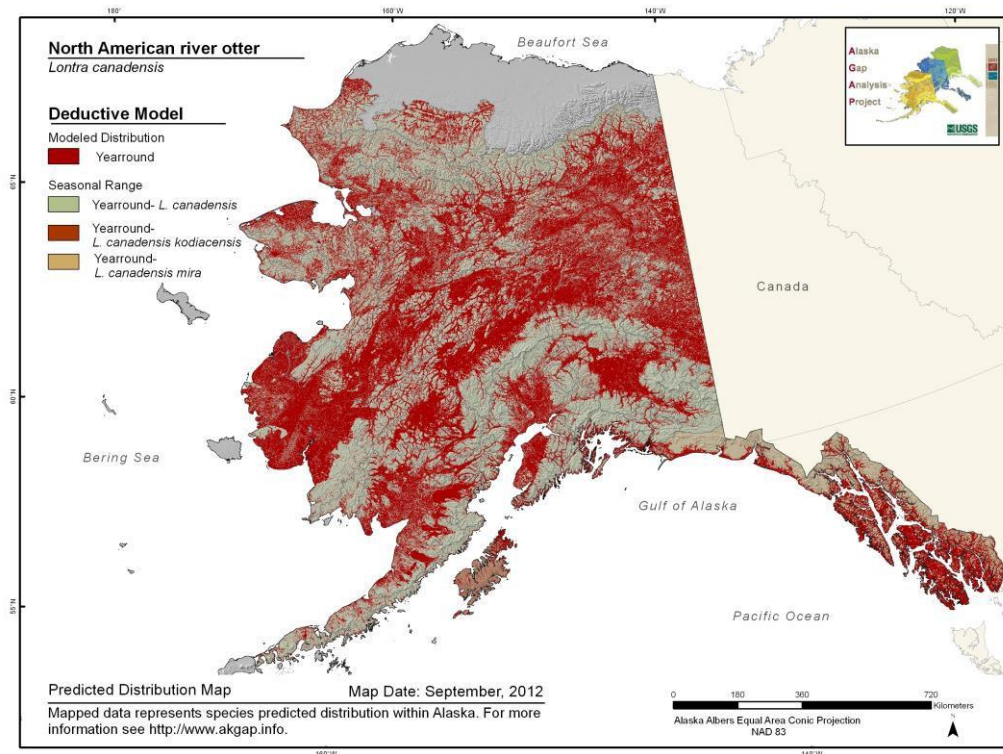 180°
160°W
140°W
120°W
North American river otter
Lontra canadensis
Beaufort Sea
Alaska
Gap
Analysis
Project
USGS
Deductive Model
Modeled Distribution
Yearround
Seasonal Range
Yearround- L. canadensis
Yearround-
L. canadensis kodiacensis
Yearround-
L. canadensis mira
65°N
Canada
60°N
Bering Sea
Gulf of Alaska
55°N
Pacific Ocean
Predicted Distribution Map
Map Date: September, 2012
Mapped data represents species predicted distribution within Alaska. For more
information see http://www.akgap.info.
0 180 360 720
Kilometers
Alaska Albers Equal Area Conic Projection
NAD 83
N
160°W
140°W